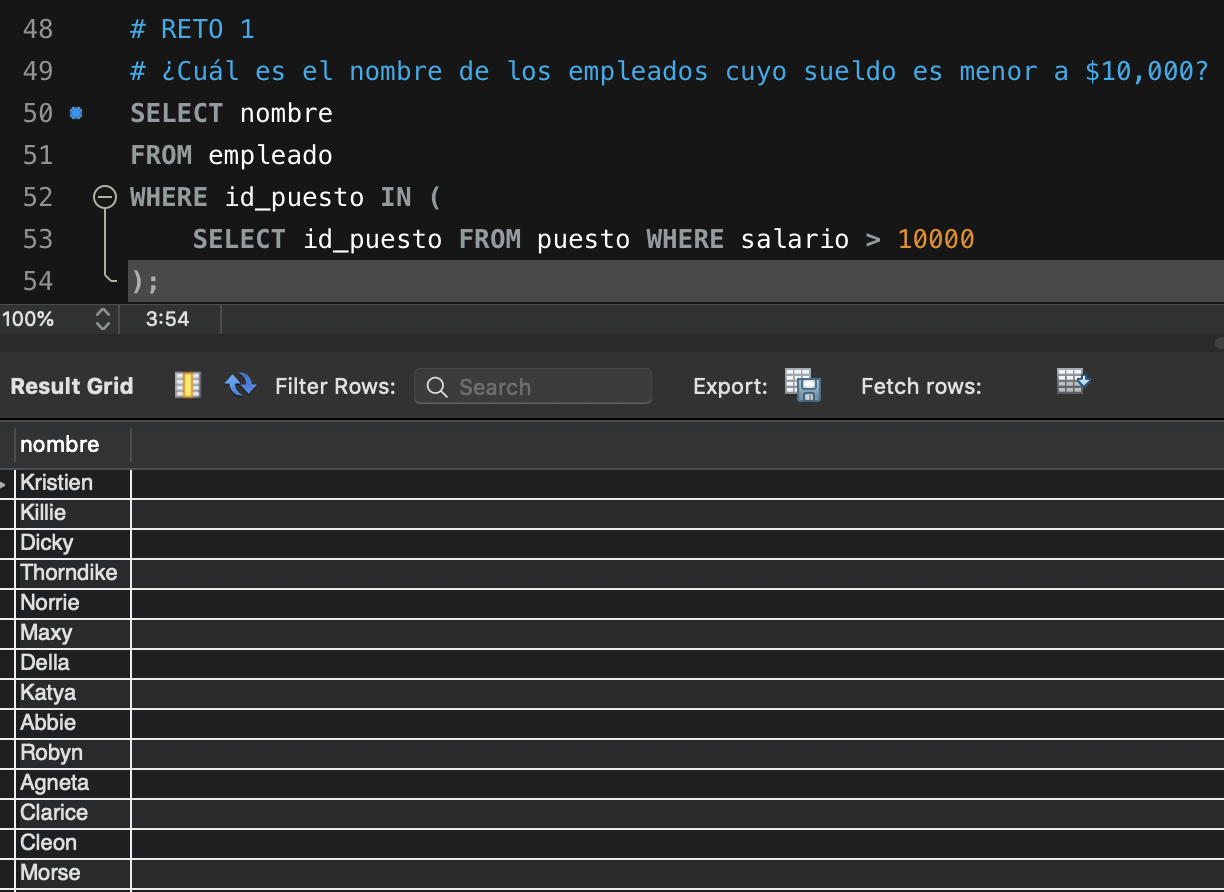 48 # RETO 1
49 # ¿Cuál es el nombre de los empleados cuyo sueldo es menor a $10,000?
50 SELECT nombre
51 FROM empleado
52 WHERE id_puesto IN (
53 SELECT id_puesto FROM puesto WHERE salario > 10000
54 );
100% 3:54
Result Grid Filter Rows: Search Export: Fetch rows:
nombre
Kristien
Killie
Dicky
Thorndike
Norrie
Maxy
Della
Katya
Abbie
Robyn
Agneta
Clarice
Cleon
Morse